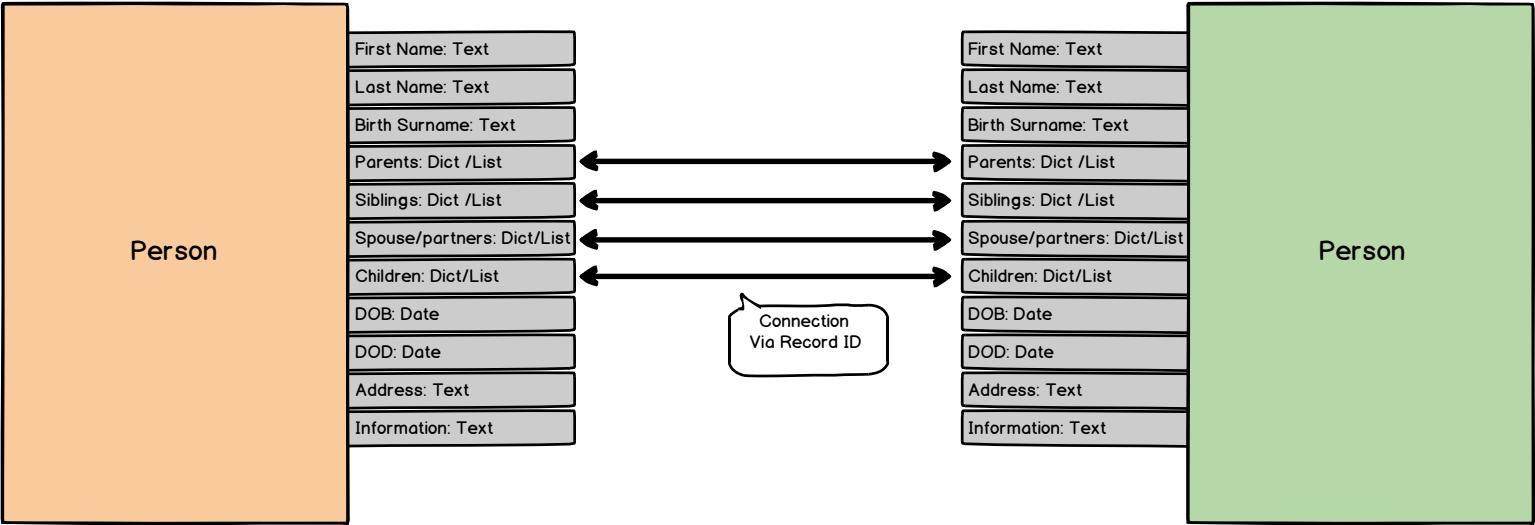 Person
First Name: Text
Last Name: Text
Birth Surname: Text
Parents: Dict /List
Siblings: Dict /List
Spouse/partners: Dict/List
Children: Dict/List
DOB: Date
DOD: Date
Address: Text
Information: Text
Connection
Via Record ID
First Name: Text
Last Name: Text
Birth Surname: Text
Parents: Dict /List
Siblings: Dict /List
Spouse/partners: Dict/List
Children: Dict/List
DOB: Date
DOD: Date
Address: Text
Information: Text
Person